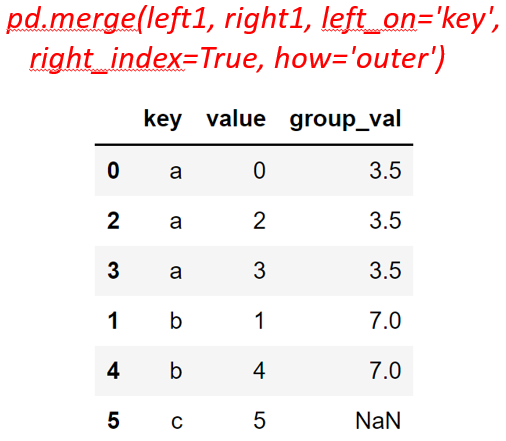 pd.merge(left1, right1, left_on='key',
right_index=True, how='outer')
key value group_val
0 a 0 3.5
2 a 2 3.5
3 a 3 3.5
1 b 1 7.0
4 b 4 7.0
5 c 5 NaN